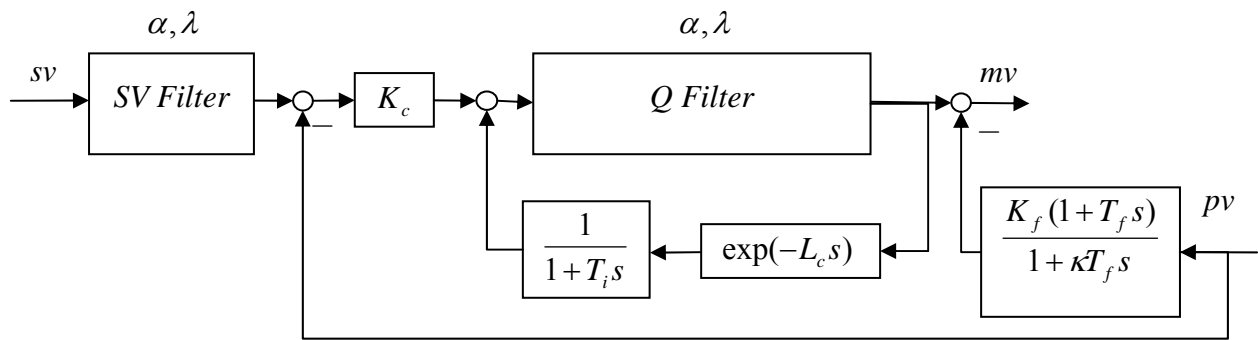 α, λ
α, λ
sv
SV Filter
K_c
Q Filter
mv
−
−
1
1 + T_i s
exp(−L_c s)
K_f (1 + T_f s)
1 + κT_f s
pv